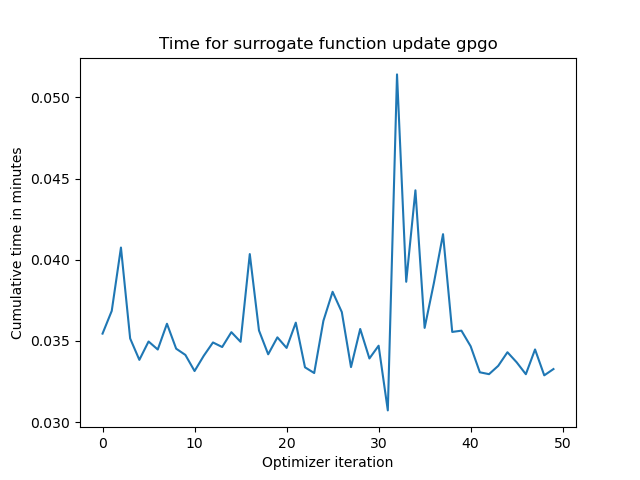 Time for surrogate function update gpgo
Cumulative time in minutes
0.050
0.045
0.040
0.035
0.030
0 10 20 30 40 50
Optimizer iteration